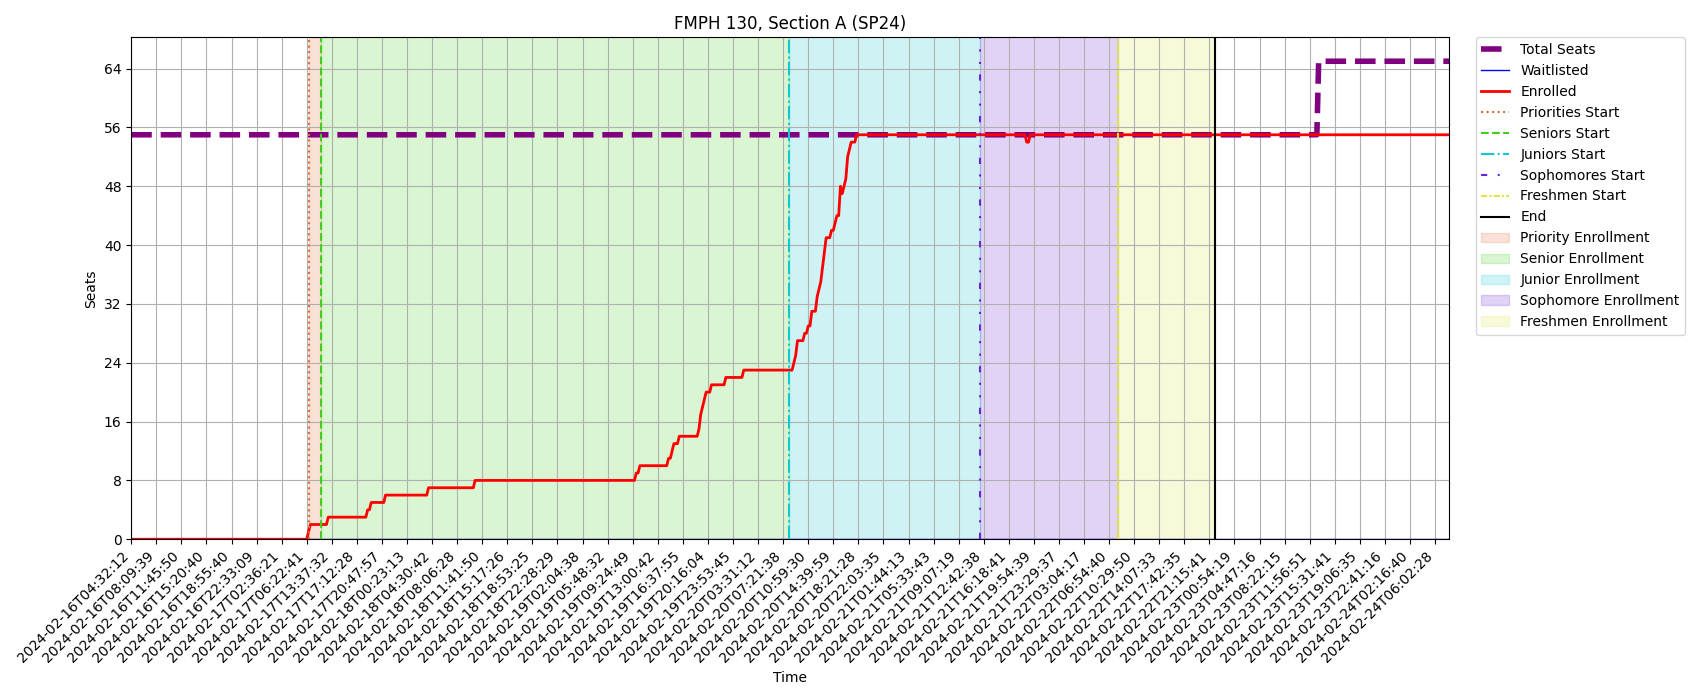 FMPH 130, Section A (SP24)
Seats
64
56
48
40
32
24
16
8
0
2024-02-16T04:32:12
2024-02-16T08:09:39
2024-02-16T11:45:50
2024-02-16T15:20:40
2024-02-16T18:55:40
2024-02-16T22:33:09
2024-02-17T02:36:21
2024-02-17T06:22:41
2024-02-17T13:37:32
2024-02-17T17:12:28
2024-02-17T20:47:57
2024-02-18T00:23:13
2024-02-18T04:30:42
2024-02-18T08:06:28
2024-02-18T11:41:50
2024-02-18T15:17:26
2024-02-18T18:53:25
2024-02-18T22:28:29
2024-02-19T02:04:38
2024-02-19T05:48:32
2024-02-19T09:24:49
2024-02-19T13:00:42
2024-02-19T16:37:55
2024-02-19T20:16:04
2024-02-19T23:53:45
2024-02-20T03:31:12
2024-02-20T07:21:38
2024-02-20T10:59:30
2024-02-20T14:39:59
2024-02-20T18:21:28
2024-02-20T22:03:35
2024-02-21T01:44:13
2024-02-21T05:33:43
2024-02-21T09:07:19
2024-02-21T12:42:38
2024-02-21T16:18:41
2024-02-21T19:54:39
2024-02-21T23:29:37
2024-02-22T03:04:17
2024-02-22T06:54:40
2024-02-22T10:29:50
2024-02-22T14:07:33
2024-02-22T17:42:35
2024-02-22T21:15:41
2024-02-23T00:54:19
2024-02-23T04:47:16
2024-02-23T08:22:15
2024-02-23T11:56:51
2024-02-23T15:31:41
2024-02-23T19:06:35
2024-02-23T22:41:16
2024-02-24T02:16:40
2024-02-24T06:02:28
Time
Total Seats
Waitlisted
Enrolled
Priorities Start
Seniors Start
Juniors Start
Sophomores Start
Freshmen Start
End
Priority Enrollment
Senior Enrollment
Junior Enrollment
Sophomore Enrollment
Freshmen Enrollment